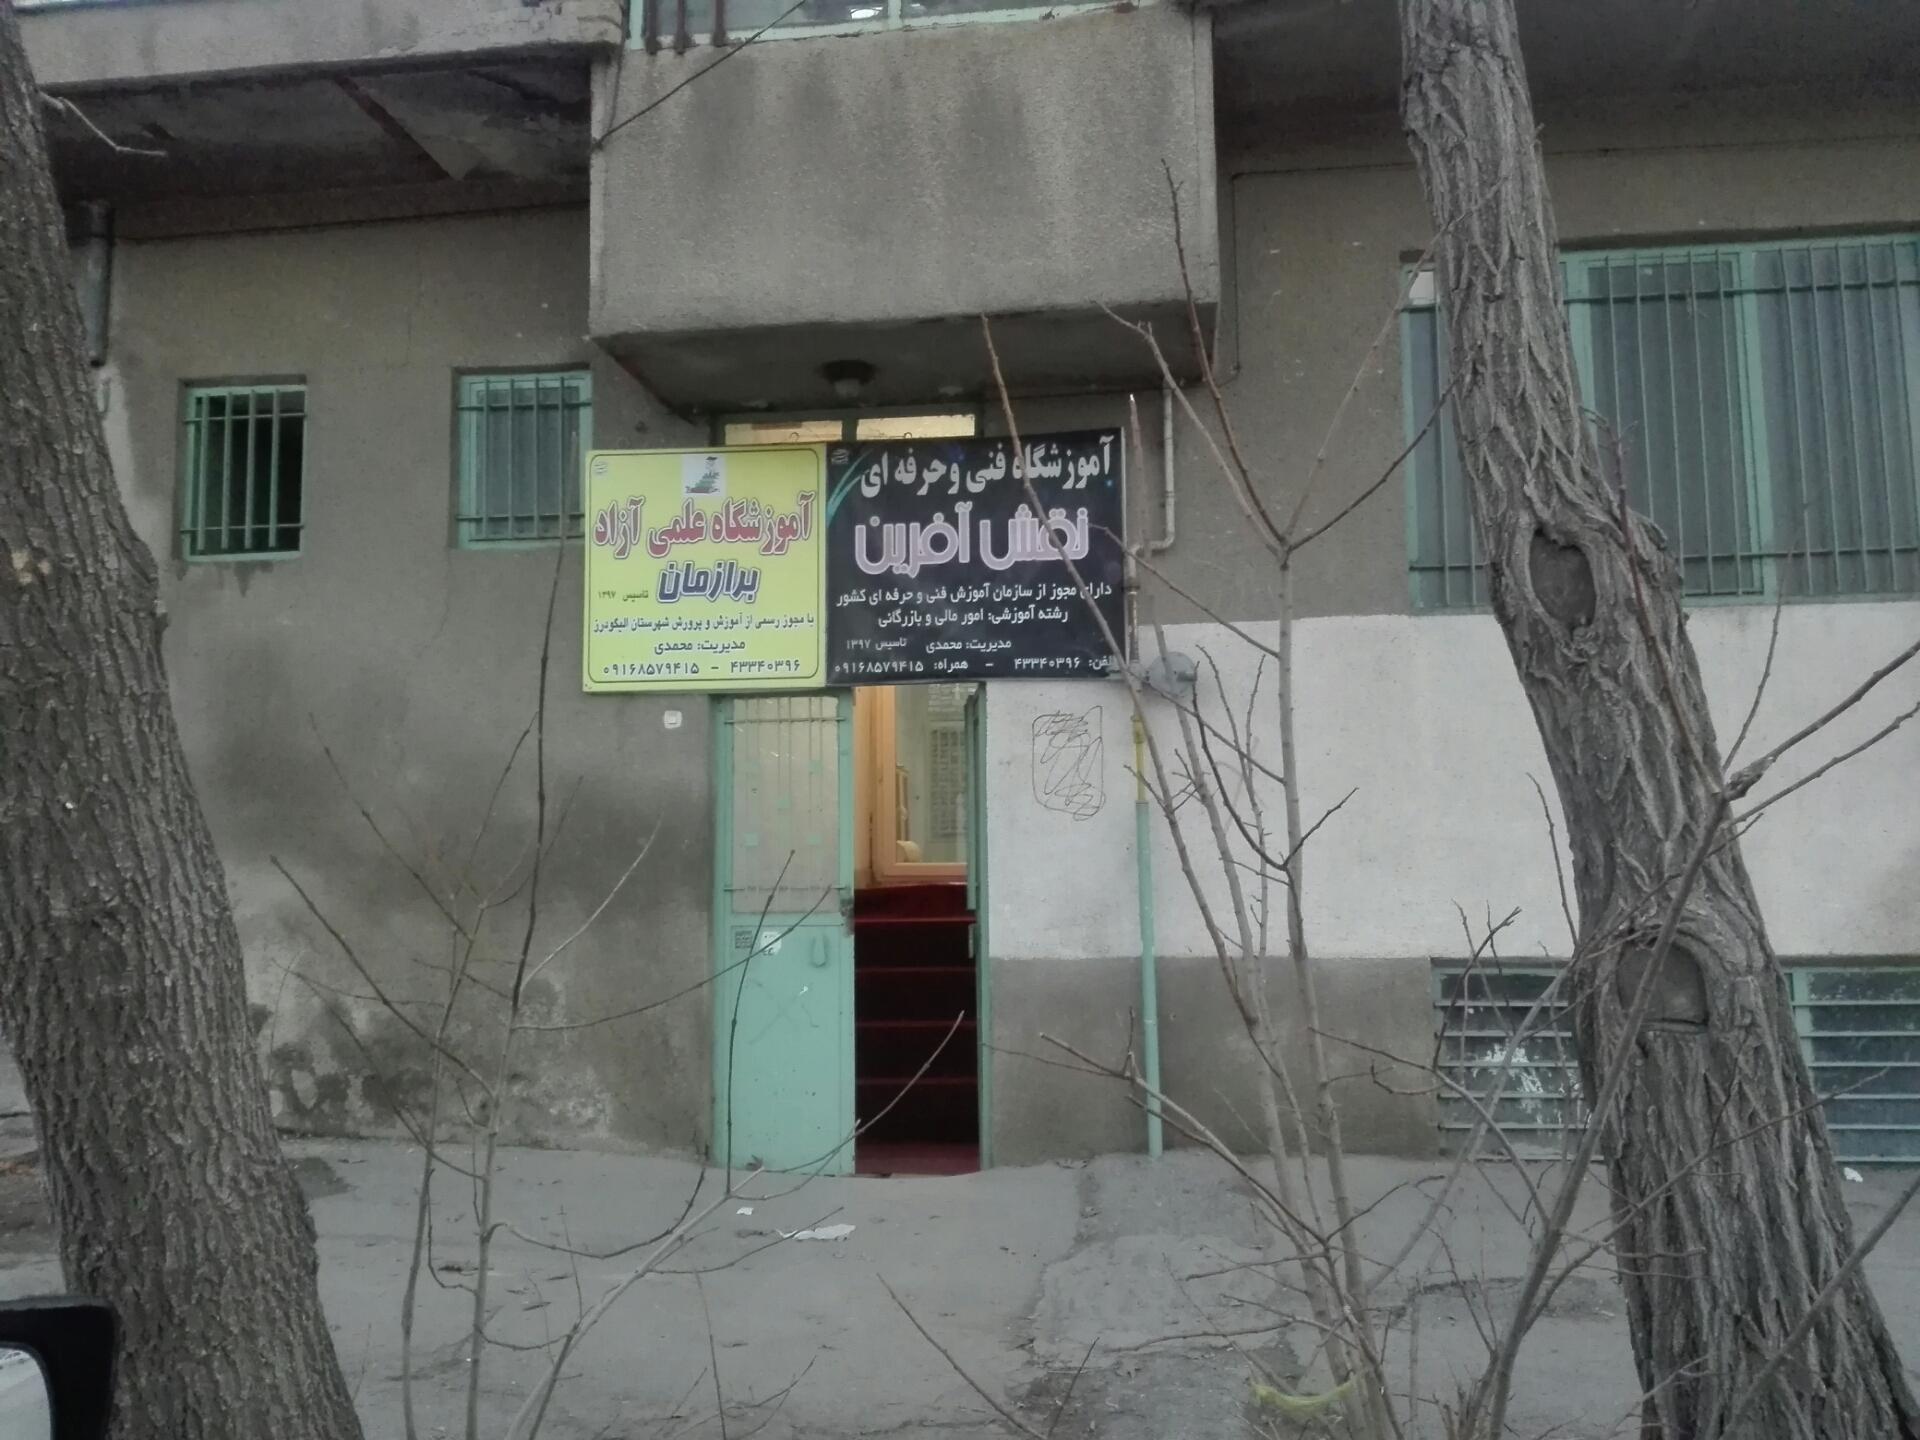 آموزشگاه فنی و حرفه ای
نقش آفرین
دارای مجوز از سازمان آموزش فنی و حرفه ای کشور
رشته آموزشی: امور مالی و بازرگانی
مدیریت: محمدی تاسیس ۱۳۹۷
تلفن: ۴۳۳۴۰۳۹۶ - همراه: ۰۹۱۶۸۵۷۹۴۱۵
آموزشگاه علمی آزاد
برازمان
تاسیس ۱۳۹۷
با مجوز رسمی از آموزش و پرورش شهرستان الیگودرز
مدیریت: محمدی
۴۳۳۴۰۳۹۶ - ۰۹۱۶۸۵۷۹۴۱۵